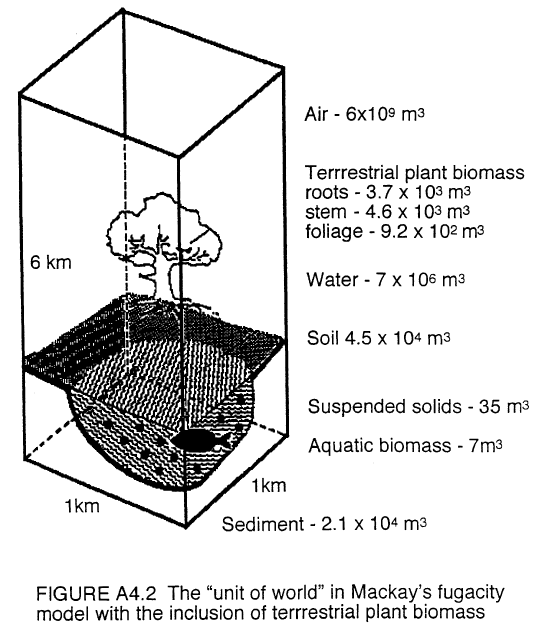 Air - 6x10⁹ m³
Terrrestrial plant biomass
roots - 3.7 x 10³ m³
stem - 4.6 x 10³ m³
foliage - 9.2 x 10² m³
6 km
Water - 7 x 10⁶ m³
Soil 4.5 x 10⁴ m³
Suspended solids - 35 m³
Aquatic biomass - 7m³
1km
1km
Sediment - 2.1 x 10⁴ m³
FIGURE A4.2 The “unit of world” in Mackay’s fugacity
model with the inclusion of terrrestrial plant biomass